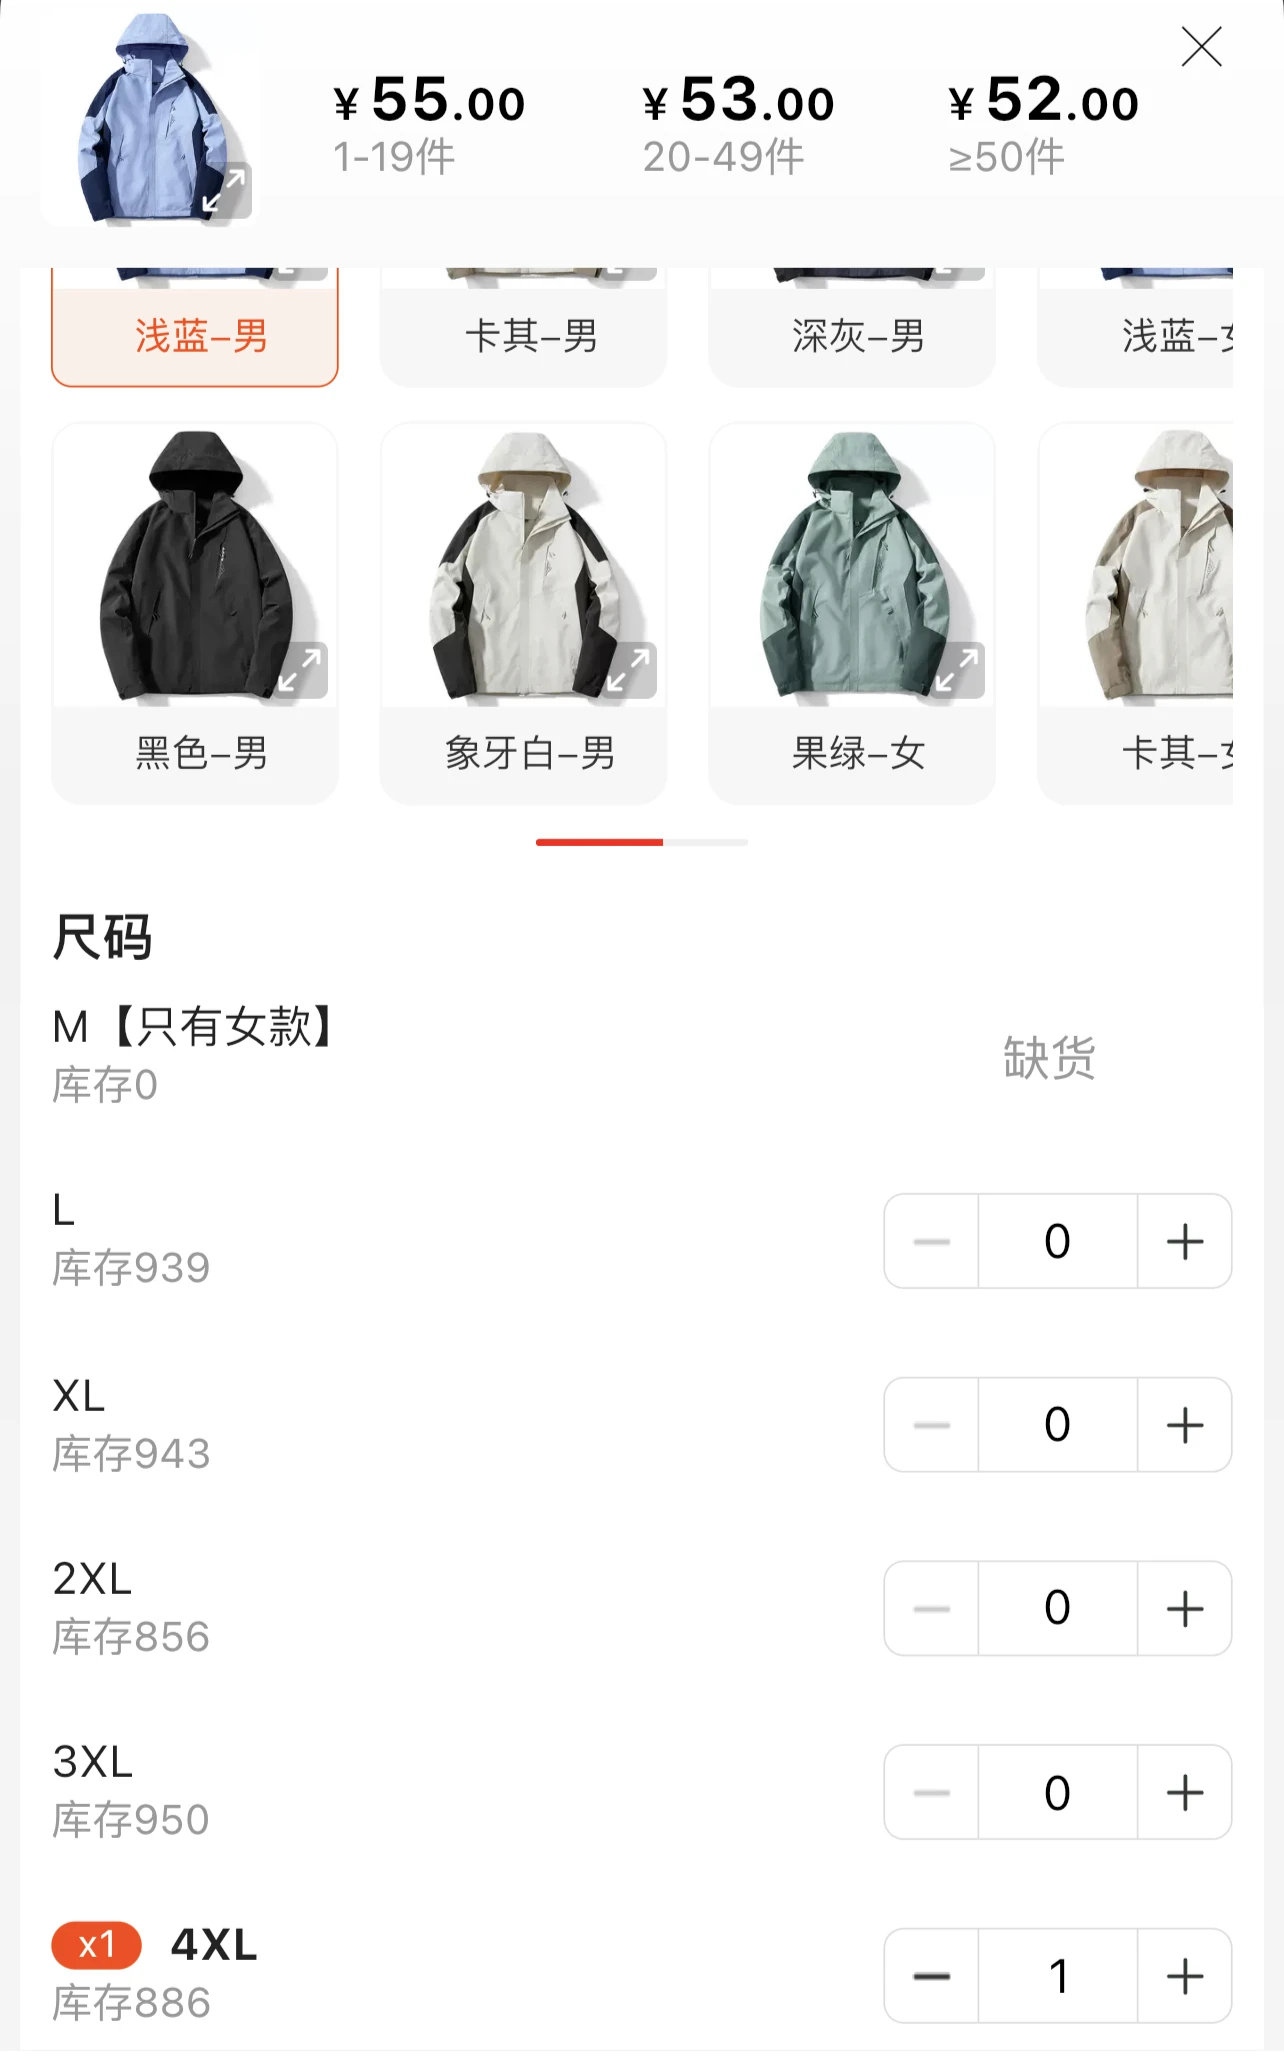 ¥55.00 ¥53.00 ¥52.00
1-19件 20-49件 ≥50件
浅蓝-男 卡其-男 深灰-男 浅蓝-
黑色-男 象牙白-男 果绿-女 卡其-
尺码
M【只有女款】
库存0
缺货
L
库存939
0
XL
库存943
0
2XL
库存856
0
3XL
库存950
0
x1 4XL
库存886
1